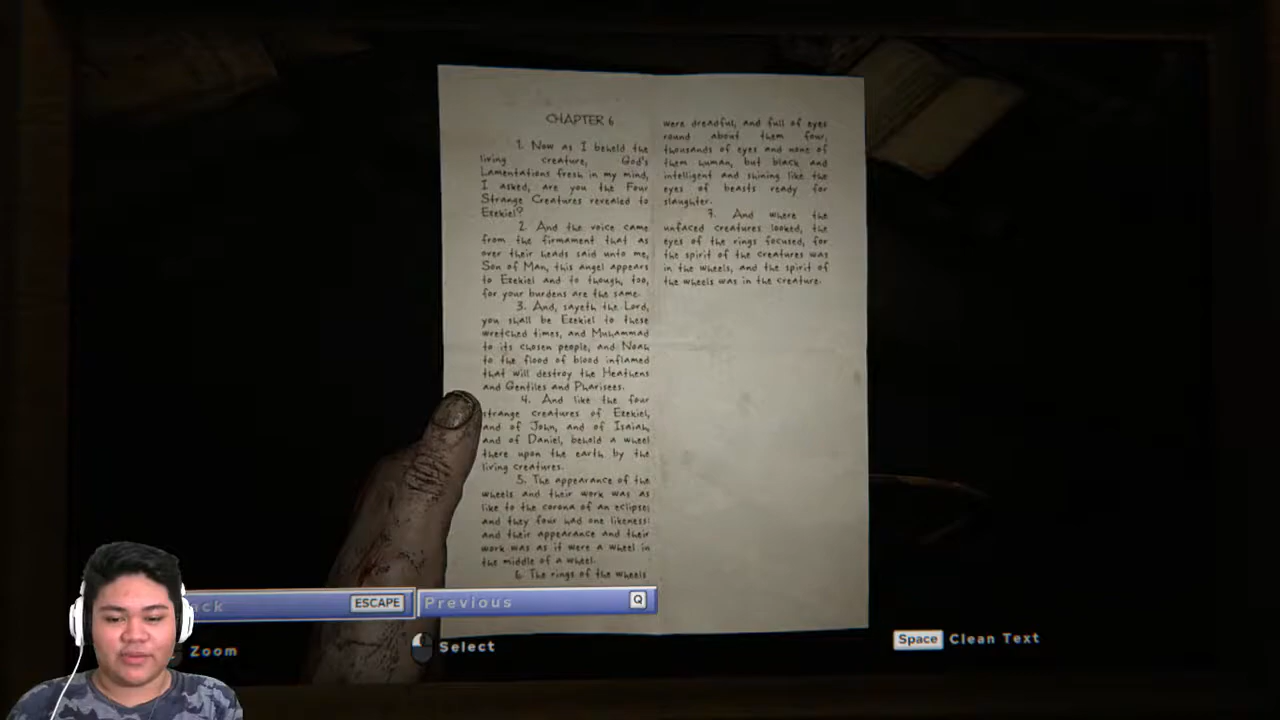 CHAPTER 6
1. Now as I beheld the
living creature, God's
Lamentations fresh in my mind,
I asked, are you the Four
Strange Creatures revealed to
Ezekiel?
2. And the voice came
from the firmament that as
over their heads said unto me,
Son of Man, this angel appears
to Ezekiel and to though, too,
for your burdens are the same.
3. And, sayeth the Lord,
you shall be Ezekiel to these
wretched times, and Muhammad
to its chosen people, and Noah
to the flood of blood inflamed
that will destroy the Heathens
and Gentiles and Pharisees.
4. And like the four
strange creatures of Ezekiel,
and of John, and of Isaiah,
and of Daniel, behold a wheel
there upon the earth by the
living creatures.
5. The appearance of the
wheels and their work was as
like to the corona of an eclipse;
and they four had one likeness:
and their appearance and their
work was as if were a wheel in
the middle of a wheel.
6. The rings of the wheels
were dreadful, and full of eyes
round about them four,
thousands of eyes and none of
them human, but black and
intelligent and shining like the
eyes of beasts ready for
slaughter.
7. And where the
unfaced creatures looked, the
eyes of the rings focused, for
the spirit of the creatures was
in the wheels, and the spirit of
the wheels was in the creature.
ESCAPE
Previous Q
Zoom
Select
Space Clean Text